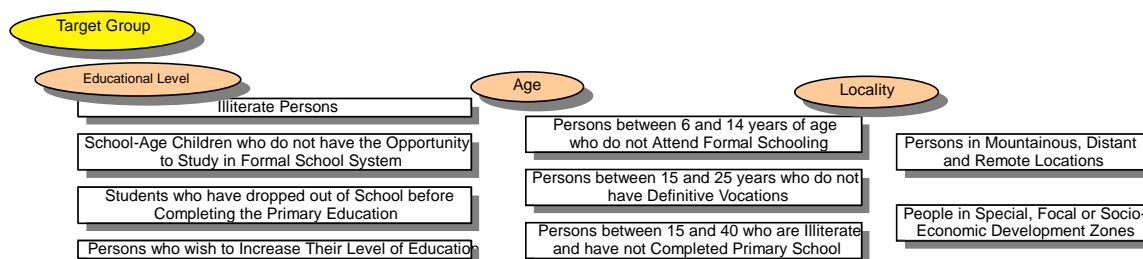 Target Group
Educational Level
Illiterate Persons
School-Age Children who do not have the Opportunity
to Study in Formal School System
Students who have dropped out of School before
Completing the Primary Education
Persons who wish to Increase Their Level of Education
Age
Persons between 6 and 14 years of age
who do not Attend Formal Schooling
Persons between 15 and 25 years who do not
have Definitive Vocations
Persons between 15 and 40 who are Illiterate
and have not Completed Primary School
Locality
Persons in Mountainous, Distant
and Remote Locations
People in Special, Focal or Socio-
Economic Development Zones